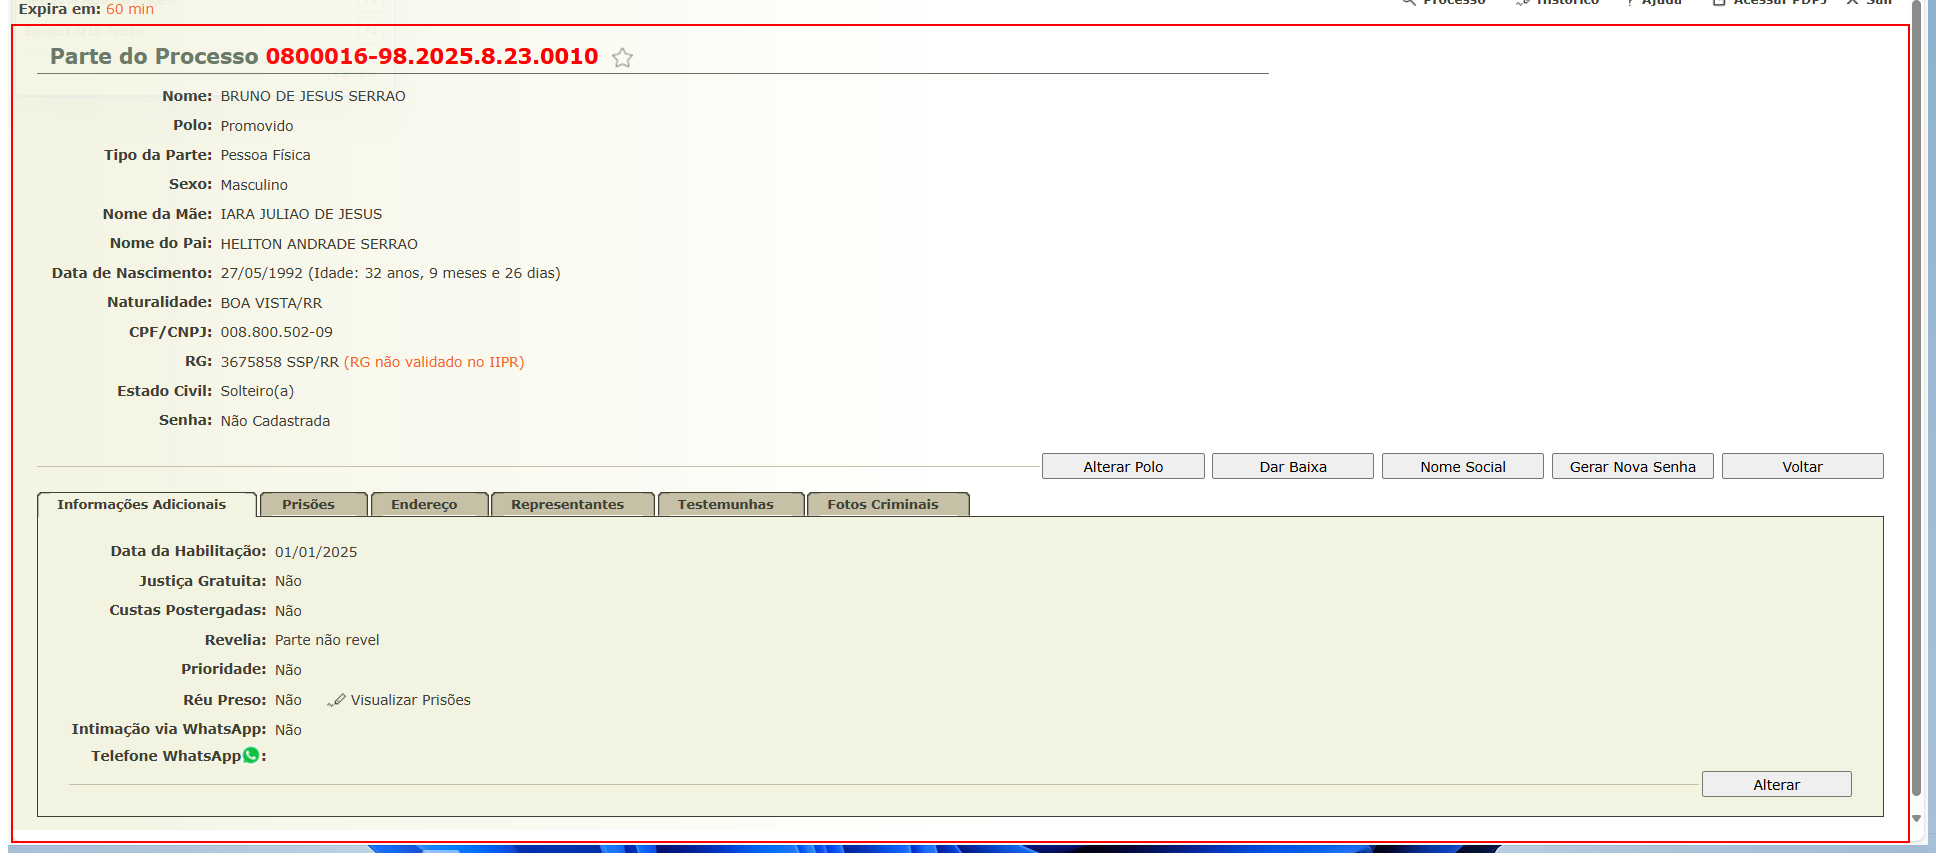 Expira em: 60 min
Processo Histórico ? Ajuda Acessar PDPJ Sair
Parte do Processo 0800016-98.2025.8.23.0010
Nome: BRUNO DE JESUS SERRAO
Polo: Promovido
Tipo da Parte: Pessoa Física
Sexo: Masculino
Nome da Mãe: IARA JULIAO DE JESUS
Nome do Pai: HELITON ANDRADE SERRAO
Data de Nascimento: 27/05/1992 (Idade: 32 anos, 9 meses e 26 dias)
Naturalidade: BOA VISTA/RR
CPF/CNPJ: 008.800.502-09
RG: 3675858 SSP/RR (RG não validado no IIPR)
Estado Civil: Solteiro(a)
Senha: Não Cadastrada
Alterar Polo Dar Baixa Nome Social Gerar Nova Senha Voltar
Informações Adicionais Prisões Endereço Representantes Testemunhas Fotos Criminais
Data da Habilitação: 01/01/2025
Justiça Gratuita: Não
Custas Postergadas: Não
Revelia: Parte não revel
Prioridade: Não
Réu Preso: Não Visualizar Prisões
Intimação via WhatsApp: Não
Telefone WhatsApp:
Alterar